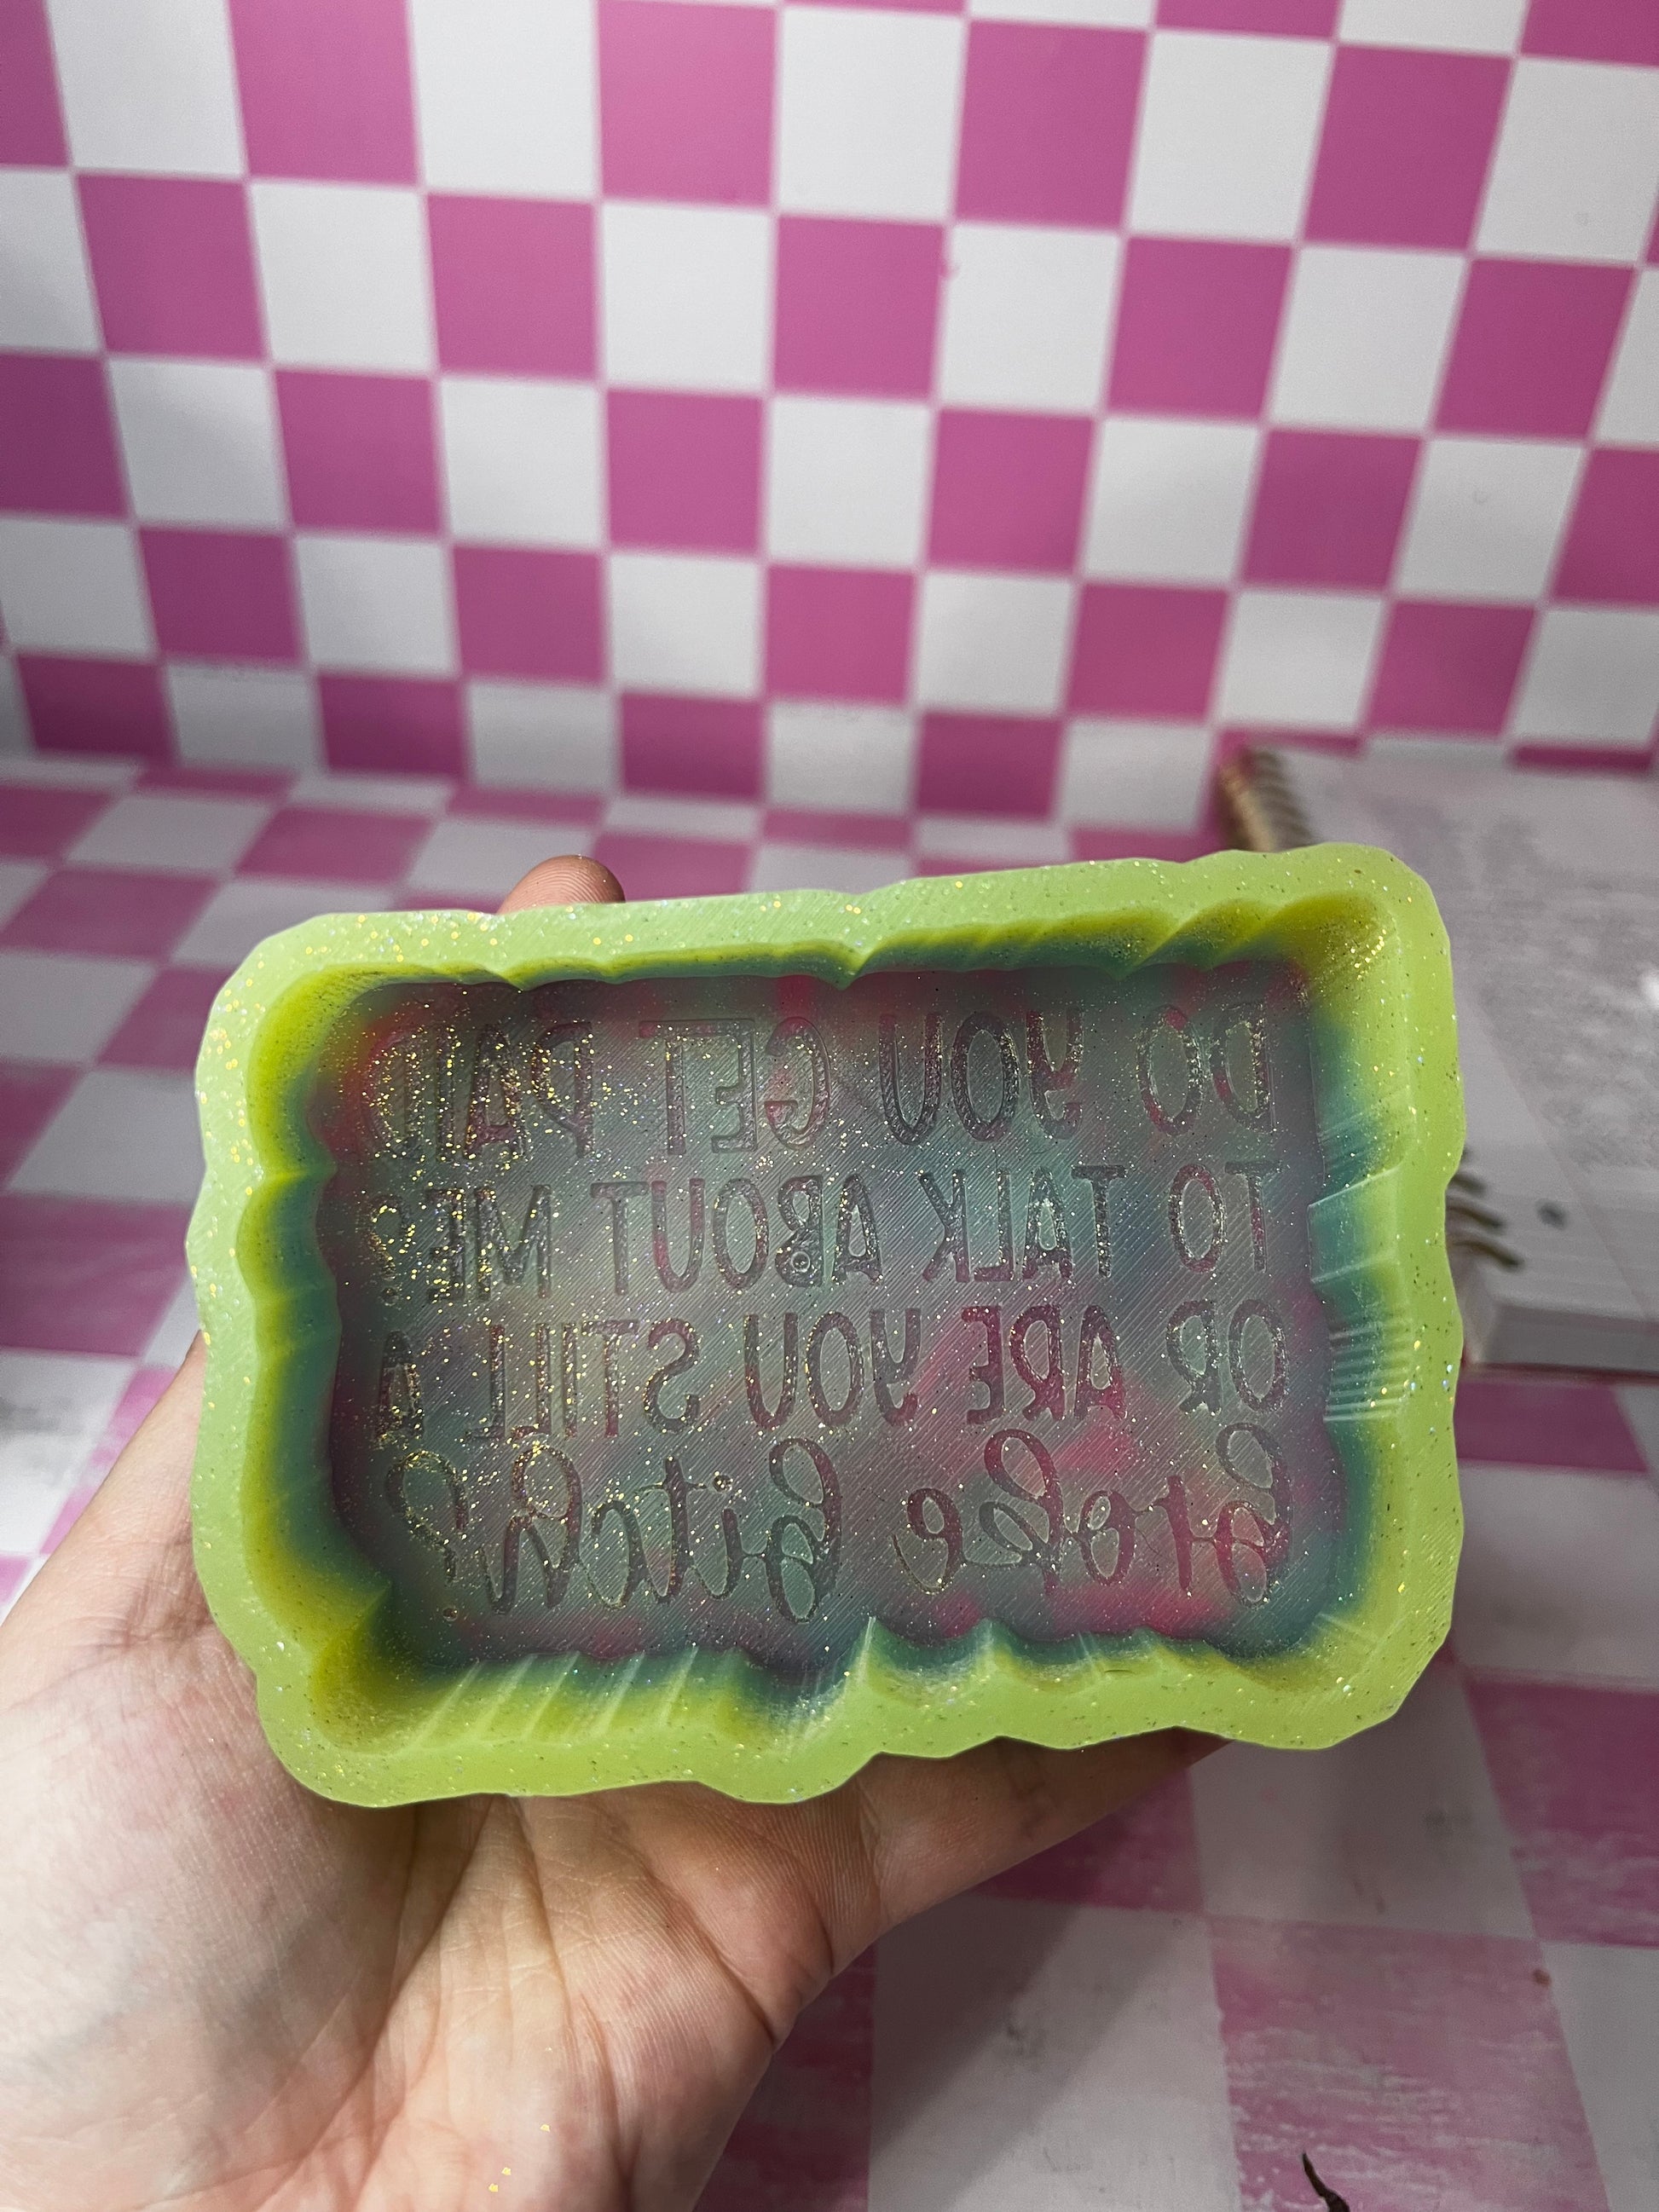 DO YOU GET PAID
TO TALK ABOUT ME?
OR ARE YOU STILL A
broke bitch?